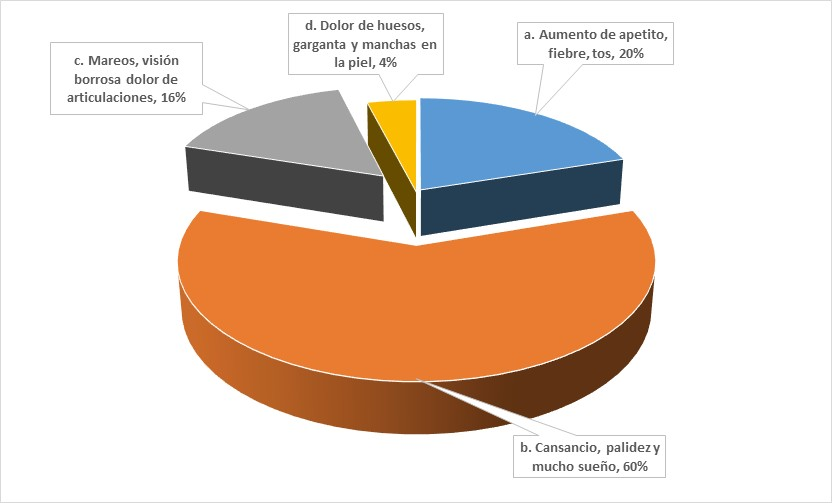 d. Dolor de huesos,
garganta y manchas en
la piel, 4%
a. Aumento de apetito,
fiebre, tos, 20%
c. Mareos, visión
borrosa dolor de
articulaciones, 16%
b. Cansancio, palidez y
mucho sueño, 60%